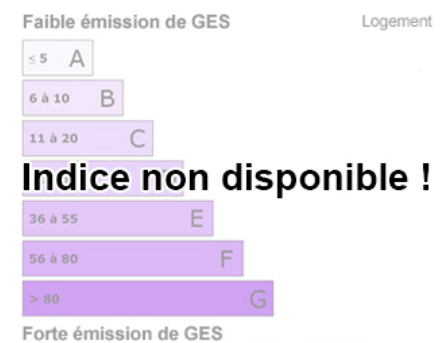 Faible émission de GES Logement
≤ 5 A
6 à 10 B
11 à 20 C
Indice non disponible !
36 à 55 E
56 à 80 F
> 80 G
Forte émission de GES